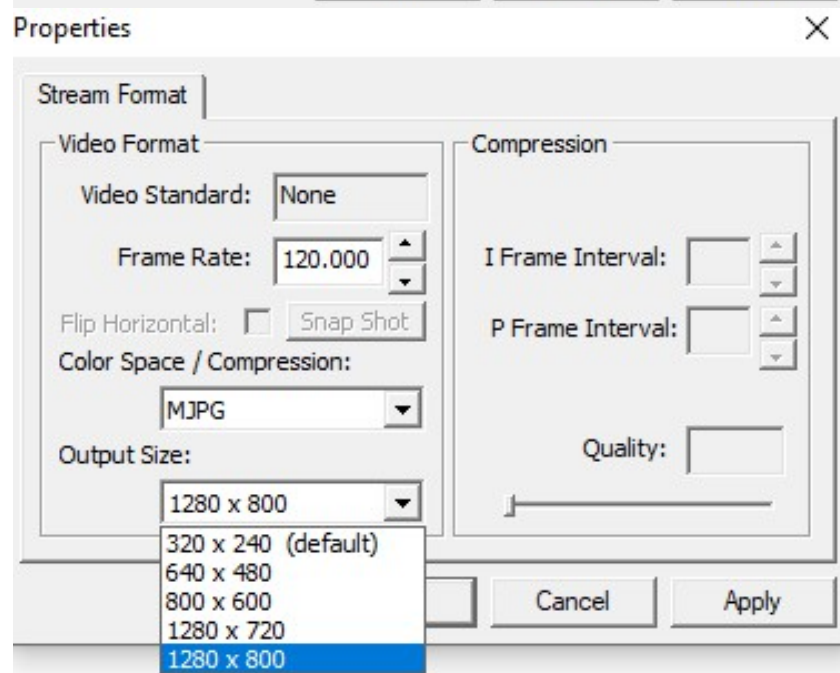 Properties
Stream Format
Video Format
Video Standard: None
Frame Rate: 120.000
Flip Horizontal: Snap Shot
Color Space / Compression:
MJPG
Output Size:
1280 x 800
320 x 240 (default)
640 x 480
800 x 600
1280 x 720
1280 x 800
Compression
I Frame Interval:
P Frame Interval:
Quality:
Cancel Apply